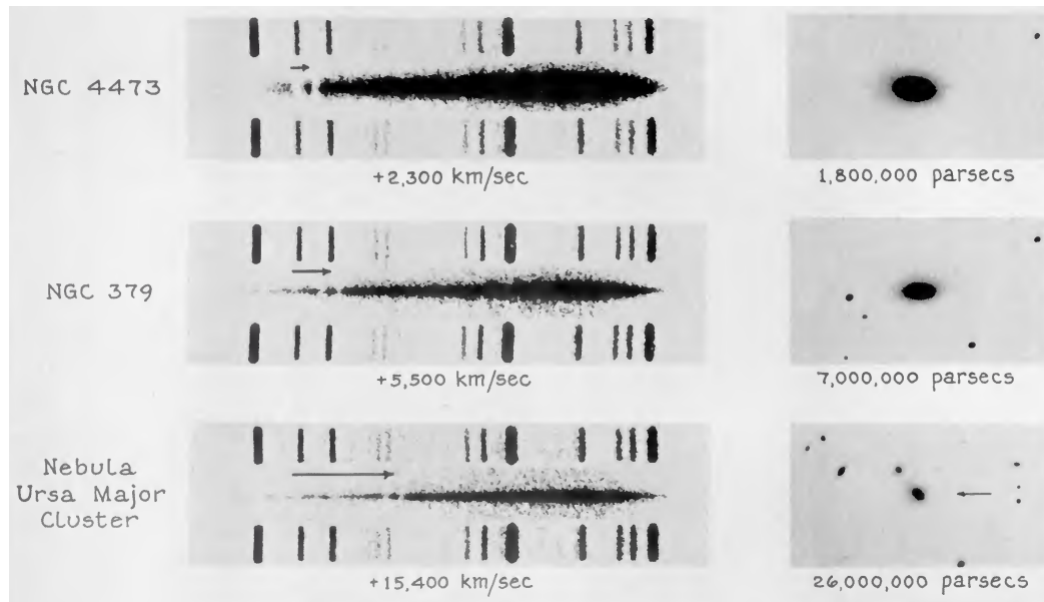 NGC 4473
+2,300 km/sec
1,800,000 parsecs
NGC 379
+5,500 km/sec
7,000,000 parsecs
Nebula
Ursa Major
Cluster
+15,400 km/sec
26,000,000 parsecs